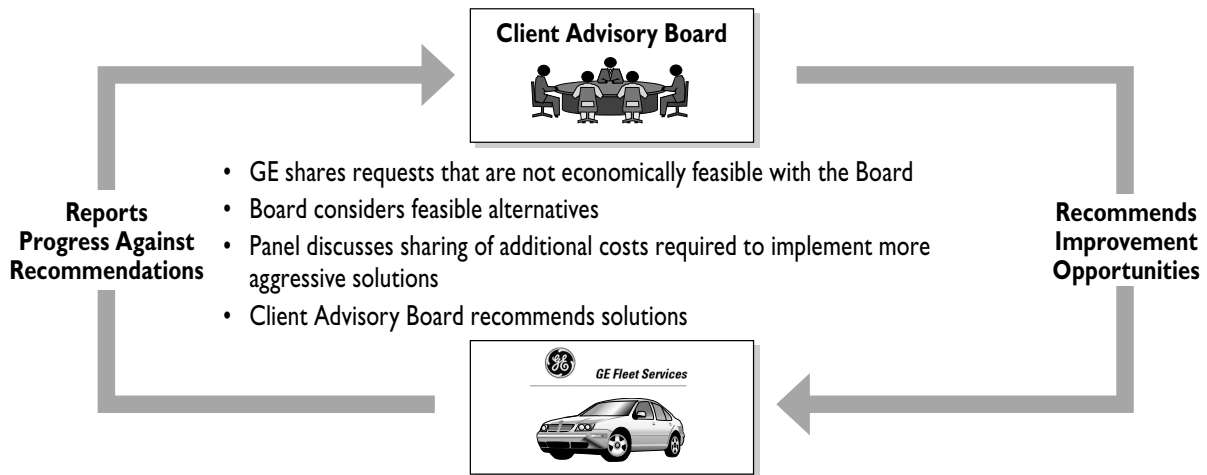 Client Advisory Board
• GE shares requests that are not economically feasible with the Board
• Board considers feasible alternatives
• Panel discusses sharing of additional costs required to implement more
aggressive solutions
• Client Advisory Board recommends solutions
Reports
Progress Against
Recommendations
Recommends
Improvement
Opportunities
GE
GE Fleet Services